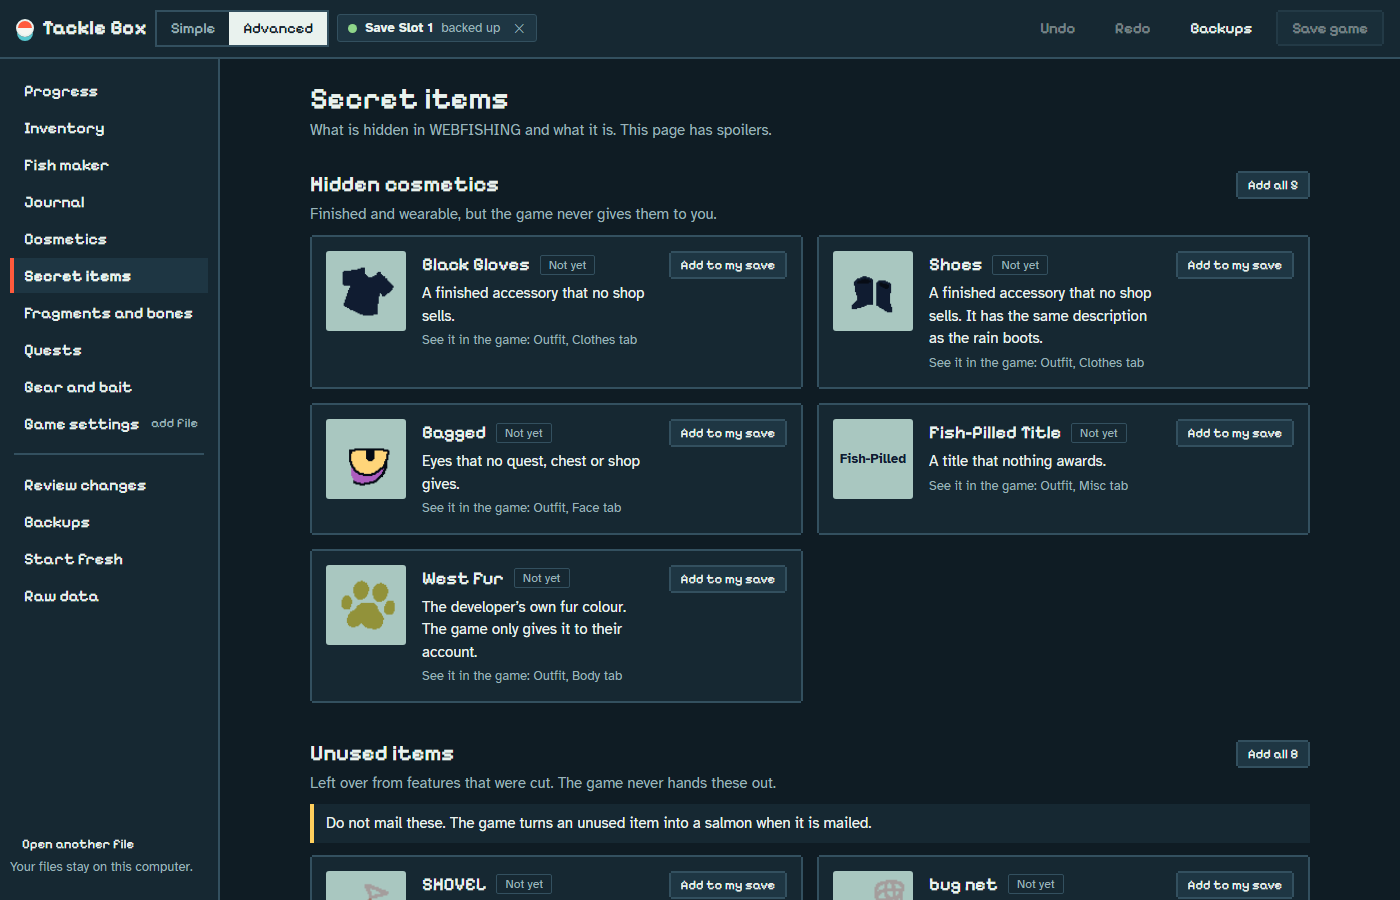 Tackle Box
Simple
Advanced
Save Slot 1 backed up
Undo
Redo
Backups
Save game
Progress
Inventory
Fish maker
Journal
Cosmetics
Secret items
Fragments and bones
Quests
Gear and bait
Game settings add file
Review changes
Backups
Start fresh
Raw data
Open another file
Your files stay on this computer.
Secret items
What is hidden in WEBFISHING and what it is. This page has spoilers.
Hidden cosmetics
Finished and wearable, but the game never gives them to you.
Black Gloves Not yet
Add to my save
A finished accessory that no shop
sells.
See it in the game: Outfit, Clothes tab
Shoes Not yet
Add to my save
A finished accessory that no shop
sells. It has the same description
as the rain boots.
See it in the game: Outfit, Clothes tab
Bagged Not yet
Add to my save
Eyes that no quest, chest or shop
gives.
See it in the game: Outfit, Face tab
Fish-Pilled
Fish-Pilled Title Not yet
Add to my save
A title that nothing awards.
See it in the game: Outfit, Misc tab
West Fur Not yet
Add to my save
The developer's own fur colour.
The game only gives it to their
account.
See it in the game: Outfit, Body tab
Unused items
Add all 8
Left over from features that were cut. The game never hands these out.
Do not mail these. The game turns an unused item into a salmon when it is mailed.
SHOVEL Not yet
Add to my save
bug net Not yet
Add to my save